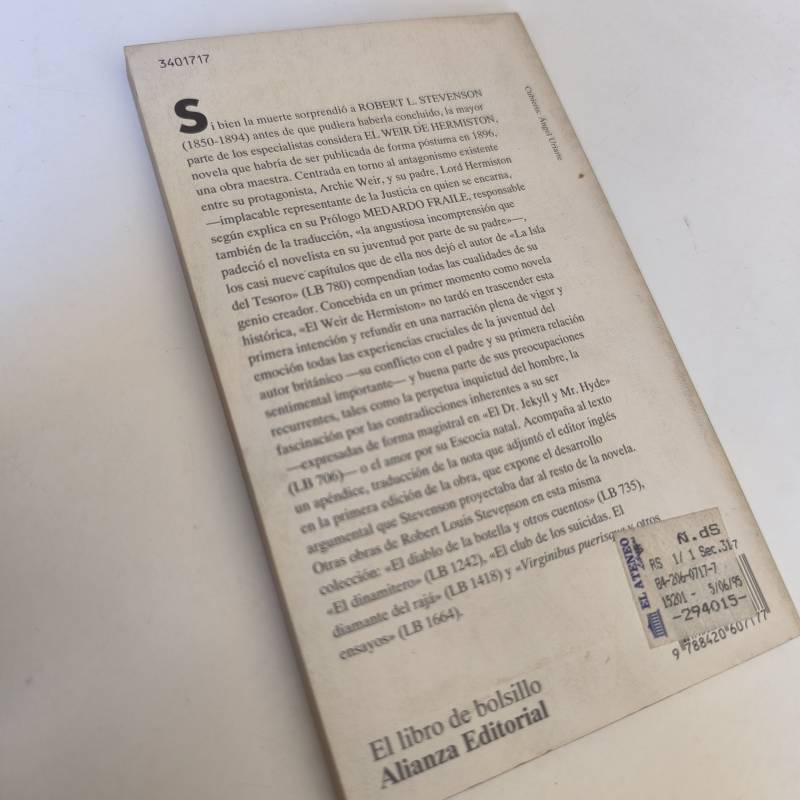 3401717
Si bien la muerte sorprendió a ROBERT L. STEVENSON
(1850-1894) antes de que pudiera haberla concluido, la mayor
parte de los especialistas considera EL WEIR DE HERMISTON,
novela que habría de ser publicada de forma póstuma en 1896,
una obra maestra. Centrada en torno al antagonismo existente
entre su protagonista, Archie Weir, y su padre, Lord Hermiston
—implacable representante de la Justicia en quien se encarna,
según explica en su Prólogo MEDARDO FRAILE, responsable
también de la traducción, «la angustiosa incomprensión que
padeció el novelista en su juventud por parte de su padre»—,
los casi nueve capítulos que de ella nos dejó el autor de «La Isla
del Tesoro» (LB 780) compendian todas las cualidades de su
genio creador. Concebida en un primer momento como novela
histórica, «El Weir de Hermiston» no tardó en trascender esta
primera intención y refundir en una narración plena de vigor y
emoción todas las experiencias cruciales de la juventud del
autor británico —su conflicto con el padre y su primera relación
sentimental importante— y buena parte de sus preocupaciones
recurrentes, tales como la perpetua inquietud del hombre, la
fascinación por las contradicciones inherentes a su ser
—expresadas de forma magistral en «El Dr. Jekyll y Mr. Hyde»
(LB 706)— o el amor por su Escocia natal. Acompaña al texto
un apéndice, traducción de la nota que adjuntó el editor inglés
en la primera edición de la obra, que expone el desarrollo
argumental que Stevenson proyectaba dar al resto de la novela.
Otras obras de Robert Louis Stevenson en esta misma
colección: «El diablo de la botella y otros cuentos» (LB 735),
«El dinamitero» (LB 1242), «El club de los suicidas. El
diamante del rajá» (LB 1418) y «Virginibus puerisque y otros
ensayos» (LB 1664).
Cubierta: Ángel Uriarte
EL ATENEO
Ñ.dS
RS 1/ 1 Sec.317
84-206-0717-7
15201 - 5/06/95
-294015-
9 788420 607177
El libro de bolsillo
Alianza Editorial